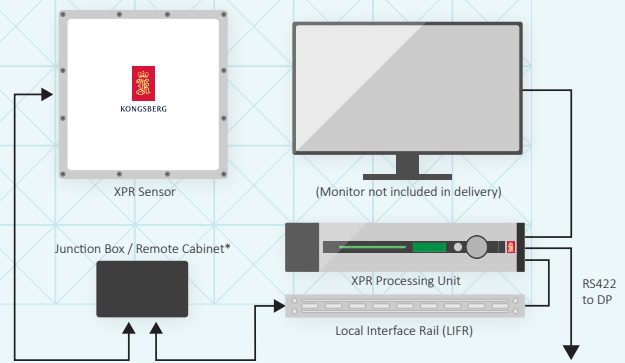 KONGSBERG
XPR Sensor
(Monitor not included in delivery)
Junction Box / Remote Cabinet*
XPR Processing Unit
RS422
to DP
Local Interface Rail (LIFR)